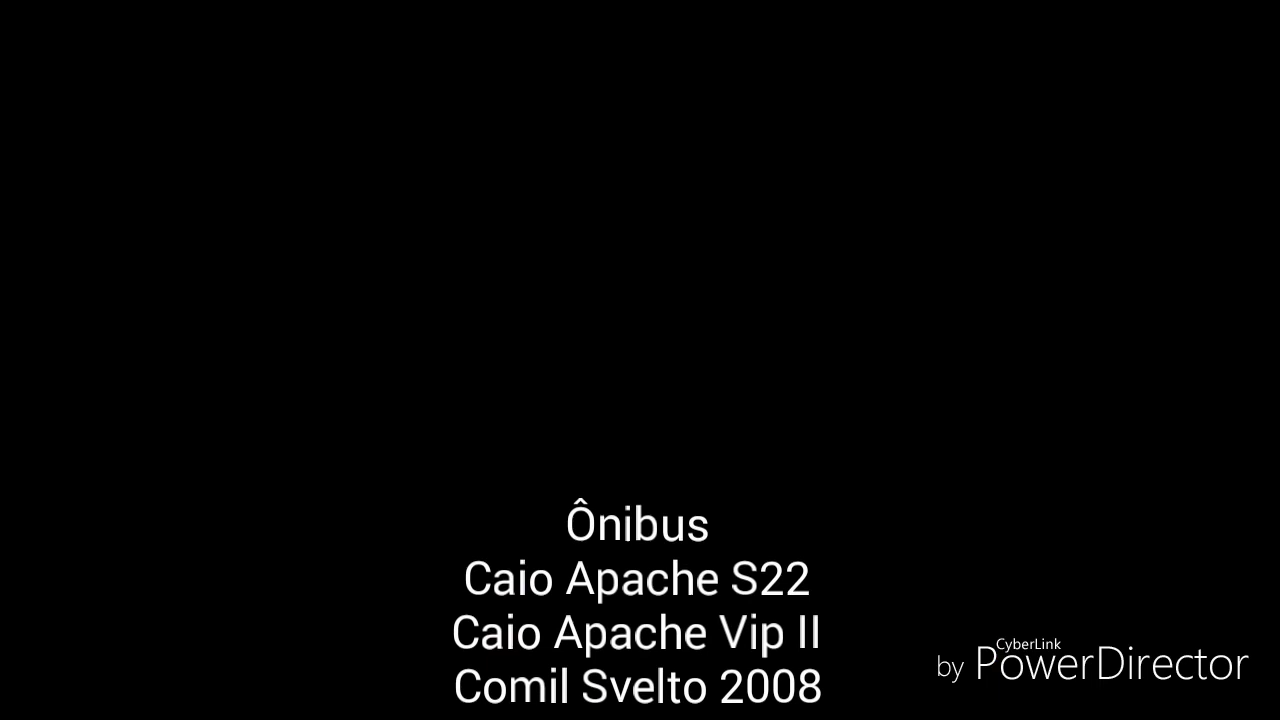 Ônibus
Caio Apache S22
Caio Apache Vip II
Comil Svelto 2008
CyberLink
by PowerDirector